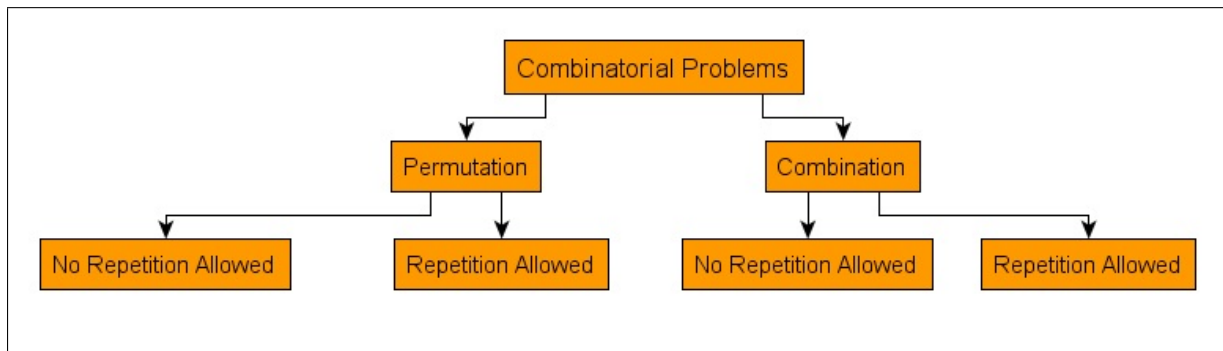 Combinatorial Problems
Permutation
Combination
No Repetition Allowed
Repetition Allowed
No Repetition Allowed
Repetition Allowed